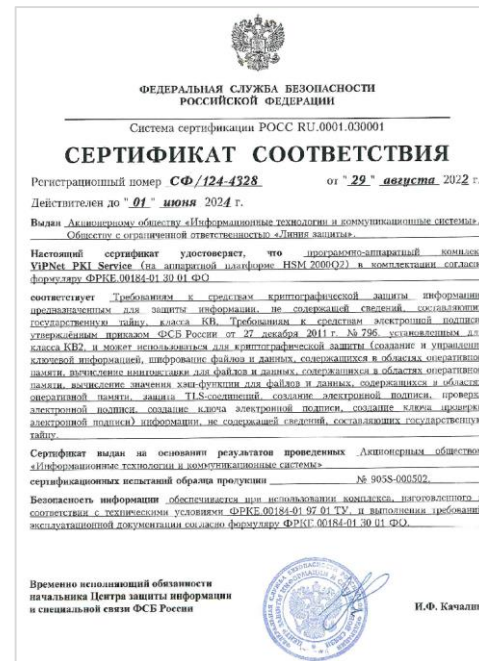 ФЕДЕРАЛЬНАЯ СЛУЖБА БЕЗОПАСНОСТИ
РОССИЙСКОЙ ФЕДЕРАЦИИ
Система сертификации РОСС RU.0001.030001
СЕРТИФИКАТ СООТВЕТСТВИЯ
Регистрационный номер СФ/124-4328 от "29" августа 2022 г.
Действителен до "01" июня 2024 г.
Выдан Акционерному обществу «Информационные технологии и коммуникационные системы».
Обществу с ограниченной ответственностью «Линия защиты».
Настоящий сертификат удостоверяет, что программно-аппаратный комплекс
ViPNet PKI Service (на аппаратной платформе HSM 2000Q2) в комплектации согласно
формуляру ФРКЕ.00184-01 30 01 ФО
соответствует Требованиям к средствам криптографической защиты информации,
предназначенным для защиты информации, не содержащей сведений, составляющих
государственную тайну, класса КВ, Требованиям к средствам электронной подписи,
утверждённым приказом ФСБ России от 27 декабря 2011 г. № 796, установленным для
класса КВ2, и может использоваться для криптографической защиты (создание и управление
ключевой информацией, шифрование файлов и данных, содержащихся в областях оперативной
памяти, вычисление имитовставки для файлов и данных, содержащихся в областях оперативной
памяти, вычисление значения хэш-функции для файлов и данных, содержащихся в областях
оперативной памяти, защита TLS-соединений, создание электронной подписи, проверка
электронной подписи, создание ключа электронной подписи, создание ключа проверки
электронной подписи) информации, не содержащей сведений, составляющих государственную
тайну.
Сертификат выдан на основании результатов проведенных Акционерным обществом
«Информационные технологии и коммуникационные системы»
сертификационных испытаний образца продукции № 905S-000502.
Безопасность информации обеспечивается при использовании комплекса, изготовленного в
соответствии с техническими условиями ФРКЕ.00184-01 97 01 ТУ, и выполнения требований
эксплуатационной документации согласно формуляру ФРКЕ.00184-01 30 01 ФО.
Временно исполняющий обязанности
начальника Центра защиты информации
и специальной связи ФСБ России
И.Ф. Качалин